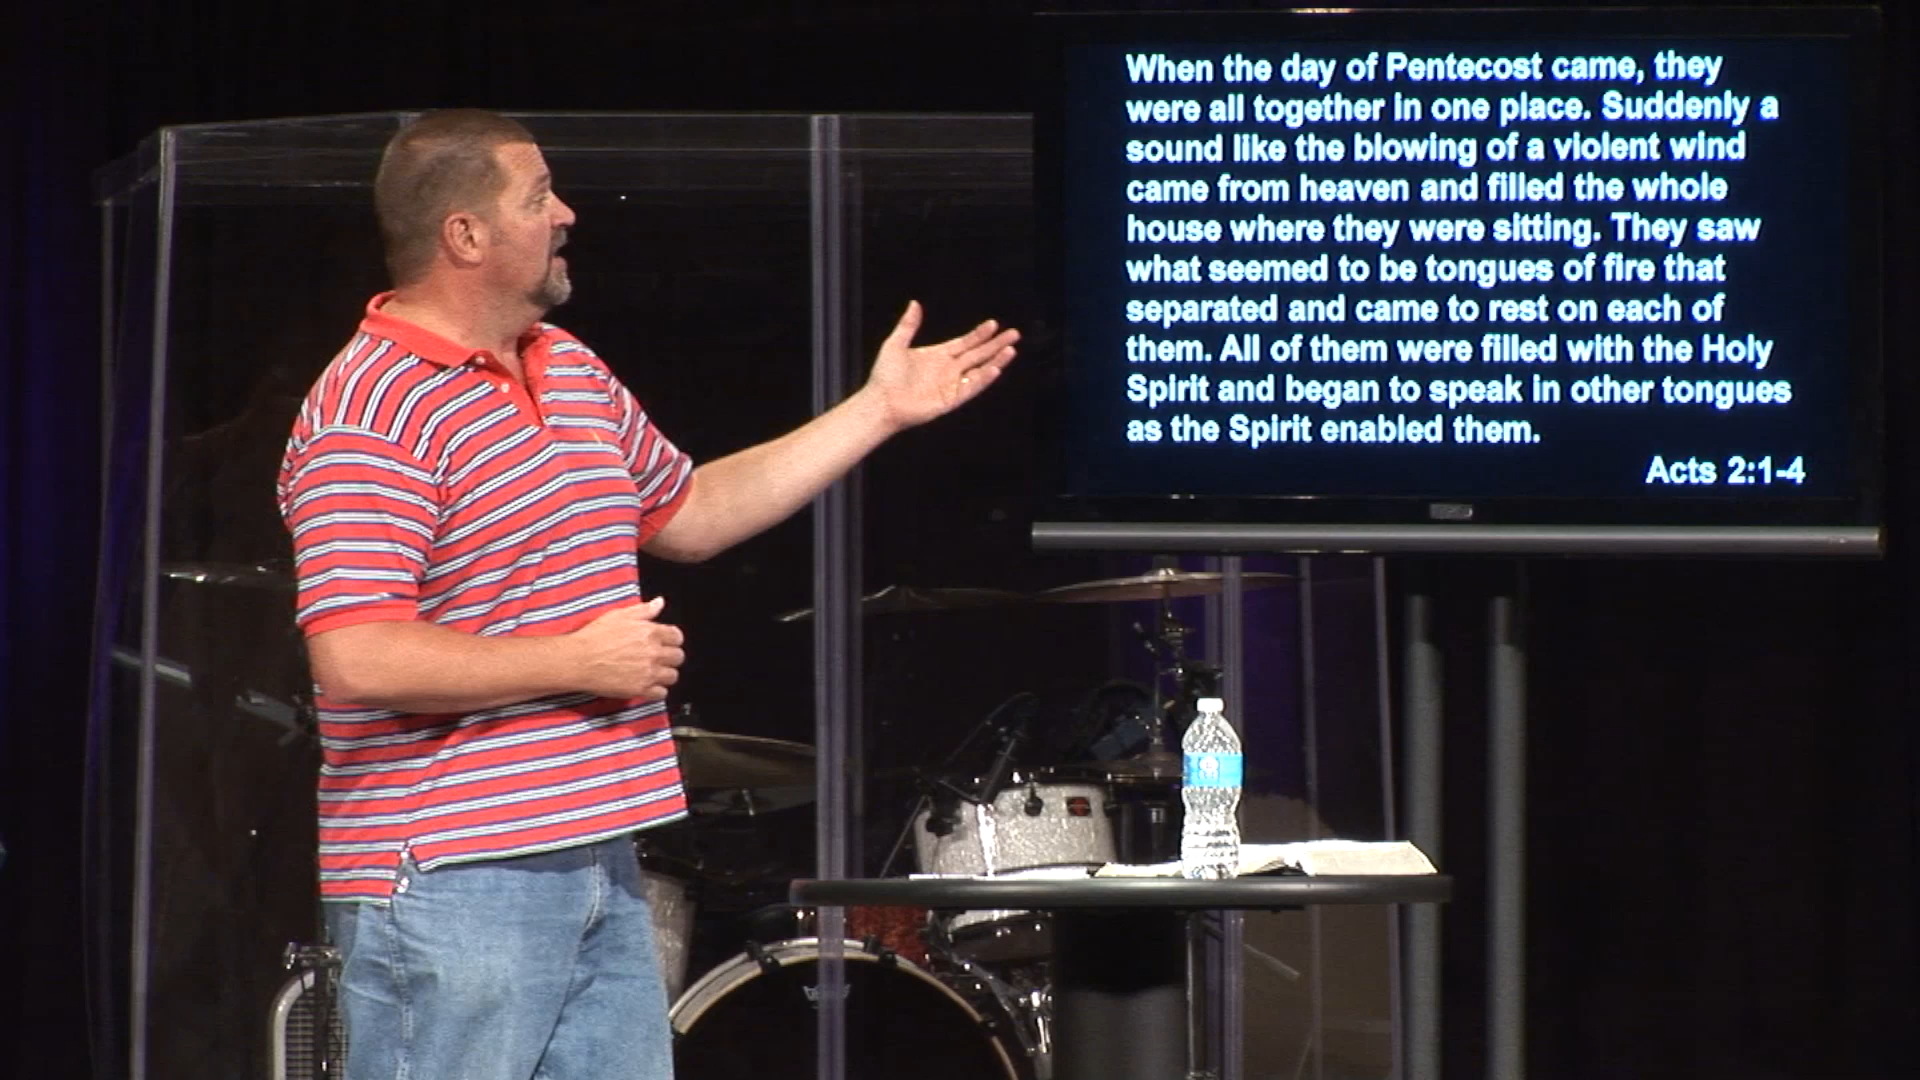 When the day of Pentecost came, they
were all together in one place. Suddenly a
sound like the blowing of a violent wind
came from heaven and filled the whole
house where they were sitting. They saw
what seemed to be tongues of fire that
separated and came to rest on each of
them. All of them were filled with the Holy
Spirit and began to speak in other tongues
as the Spirit enabled them.
Acts 2:1-4